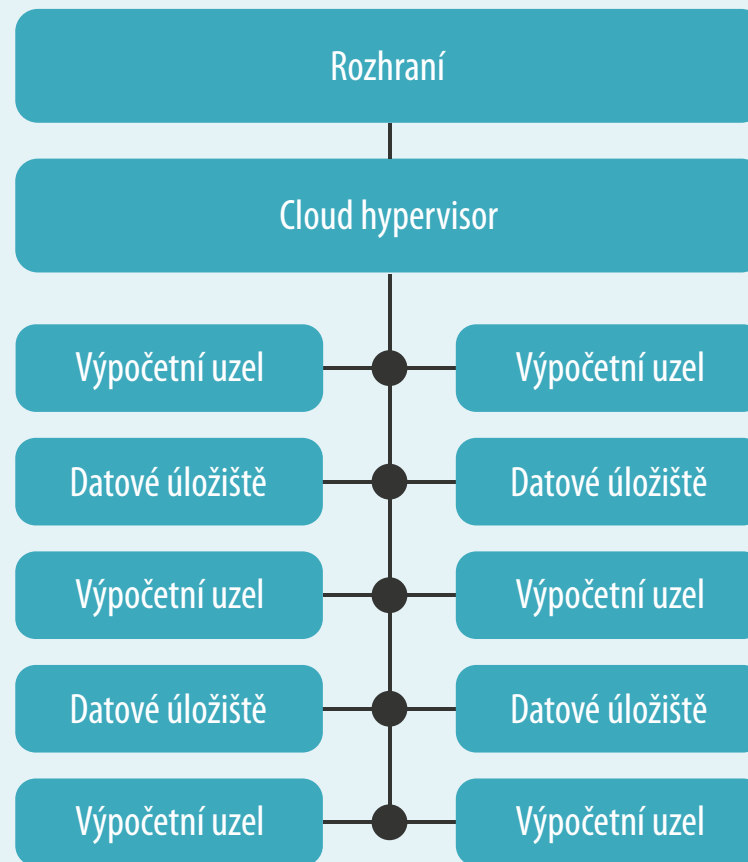 Rozhraní
Cloud hypervisor
Výpočetní uzel
Výpočetní uzel
Datové úložiště
Datové úložiště
Výpočetní uzel
Výpočetní uzel
Datové úložiště
Datové úložiště
Výpočetní uzel
Výpočetní uzel